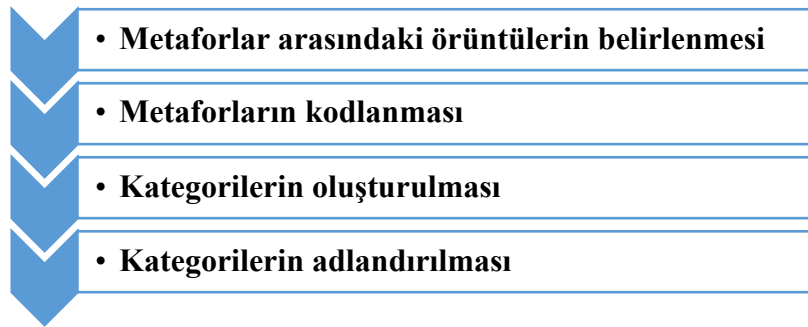 • Metaforlar arasındaki örüntülerin belirlenmesi
• Metaforların kodlanması
• Kategorilerin oluşturulması
• Kategorilerin adlandırılması